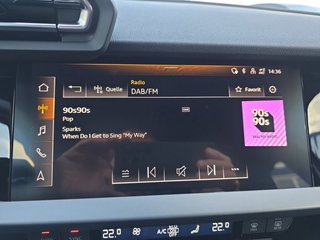 14:36
Radio
DAB/FM
Quelle
Favorit
90s90s
Pop
Sparks
When Do I Get to Sing "My Way"
90s
90s
22.0
A/C
22.0
SYNC